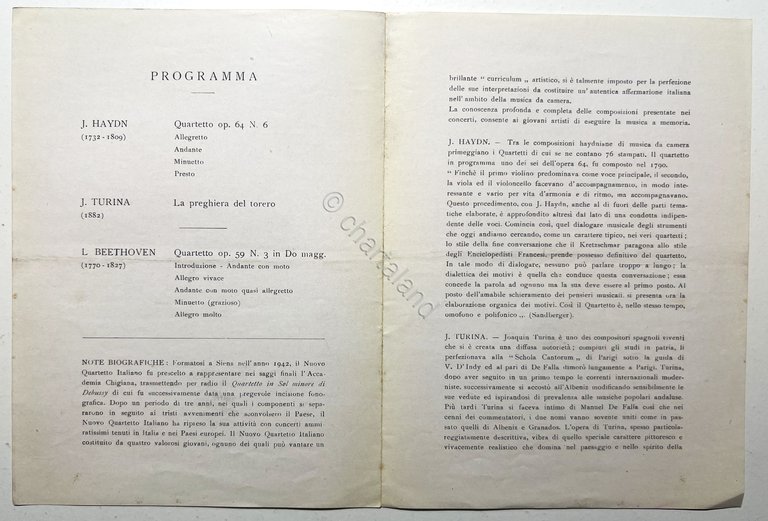 PROGRAMMA
J. HAYDN Quartetto op. 64 N. 6
(1732 - 1809) Allegretto
Andante
Minuetto
Presto
J. TURINA La preghiera del torero
(1882)
L. BEETHOVEN Quartetto op. 59 N. 3 in Do magg.
(1770 - 1827) Introduzione - Andante con moto
Allegro vivace
Andante con moto quasi allegretto
Minuetto (grazioso)
Allegro molto
NOTE BIOGRAFICHE : Formatosi a Siena nell'anno 1942, il Nuovo
Quartetto Italiano fu prescelto a rappresentare nei saggi finali l'Acca-
demia Chigiana, trasmettendo per radio il Quartetto in Sol minore di
Debussy di cui fu successivamente data una pregevole incisione fono-
grafica. Dopo un periodo di tre anni, nei quali i componenti si sepa-
rarono in seguito ai tristi avvenimenti che sconvolsero il Paese, il
Nuovo Quartetto Italiano ha ripreso la sua attività con concerti ammi-
ratissimi tenuti in Italia e nei Paesi europei. Il Nuovo Quartetto Italiano
costituito da quattro valorosi giovani, ognuno dei quali può vantare un
brillante " curriculum „ artistico, si è talmente imposto per la perfezione
delle sue interpretazioni da costituire un'autentica affermazione italiana
nell'ambito della musica da camera.
La conoscenza profonda e completa delle composizioni presentate nei
concerti, consente ai giovani artisti di eseguire la musica a memoria.
J. HAYDN. — Tra le composizioni haydniane di musica da camera
primeggiano i Quartetti di cui se ne contano 76 stampati. Il quartetto
in programma uno dei sei dell'opera 64, fu composto nel 1790.
" Finchè il primo violino predominava come voce principale, il secondo,
la viola ed il violoncello facevano d'accompagnamento, in modo inte-
ressante e vario per vita d'armonia e di ritmo, ma accompagnavano.
Questo procedimento, con J. Haydn, anche al di fuori delle parti tema-
tiche elaborate, è approfondito altresì dal lato di una condotta indipen-
dente delle voci. Comincia così, quel dialogare musicale degli strumenti
che oggi andiamo cercando, come un carattere tipico, nei veri quartetti ;
lo stile della fine conversazione che il Kretzschmar paragona allo stile
degli Enciclopedisti Francesi, prende possesso definitivo del quartetto.
In tale modo di dialogare, nessuno può parlare troppo a lungo ; la
dialettica dei motivi è quella che conduce questa conversazione ; essa
concede la parola ad ognuno ma la sua deve essere al primo posto. Al
posto dell'amabile schieramento dei pensieri musicali si presenta ora la
elaborazione organica dei motivi. Così il Quartetto è, nello stesso tempo,
omofono e polifonico „. (Sandberger).
J. TURINA. — Joaquin Turina è uno dei compositori spagnoli viventi
che si è creata una diffusa notorietà ; compiuti gli studi in patria, li
perfezionava alla " Schola Cantorum „ di Parigi sotto la guida di
V. D'Indy ed al pari di De Falla dimorò lungamente a Parigi. Turina,
dopo aver seguito in un primo tempo le correnti internazionali moder-
niste, successivamente si accostò all'Albeniz modificando sensibilmente le
sue vedute ed ispirandosi di prevalenza alle musiche popolari andaluse.
Più tardi Turina si faceva intimo di Manuel De Falla così che nei
cenni dei commentatori, i due nomi vanno sovente uniti come in pas-
sato quelli di Albeniz e Granados. L'opera di Turina, spesso particola-
reggiatamente descrittiva, vibra di quello speciale carattere pittoresco e
vivacemente realistico che domina nel paesaggio e nello spirito della
© chartaland